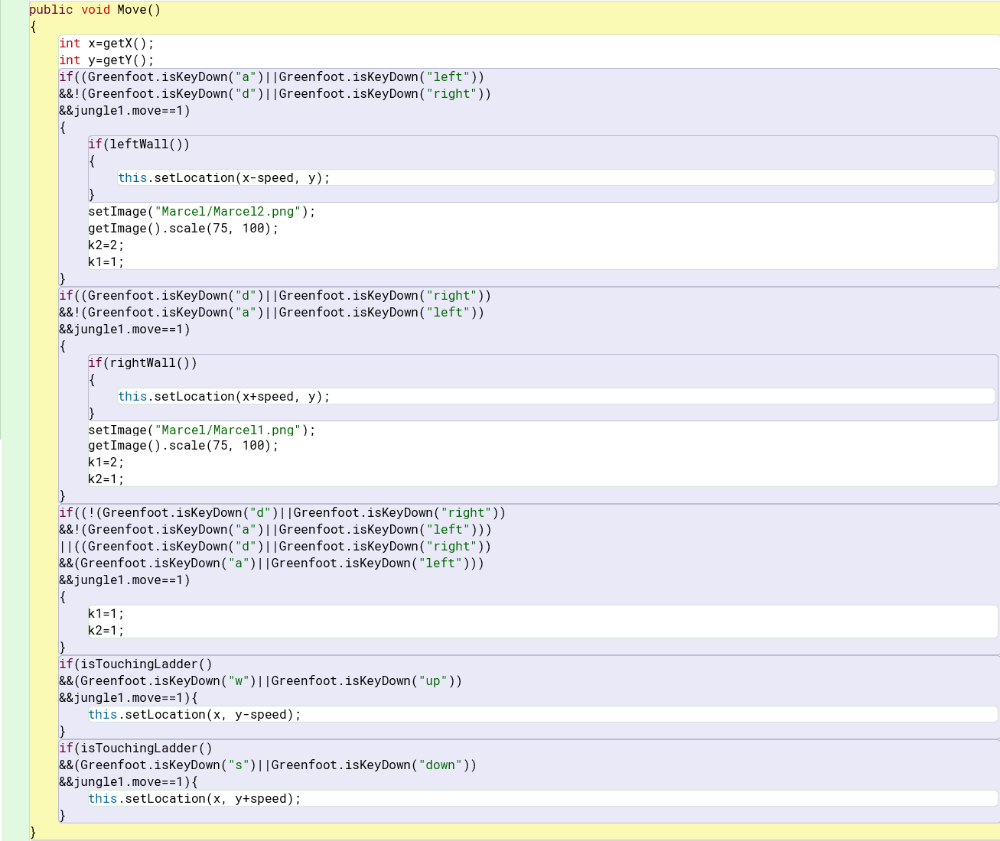 public void Move()
{
int x=getX();
int y=getY();
if((Greenfoot.isKeyDown("a")||Greenfoot.isKeyDown("left"))
&&!(Greenfoot.isKeyDown("d")||Greenfoot.isKeyDown("right"))
&&jungle1.move==1)
{
if(leftWall())
{
this.setLocation(x-speed, y);
}
setImage("Marcel/Marcel2.png");
getImage().scale(75, 100);
k2=2;
k1=1;
}
if((Greenfoot.isKeyDown("d")||Greenfoot.isKeyDown("right"))
&&!(Greenfoot.isKeyDown("a")||Greenfoot.isKeyDown("left"))
&&jungle1.move==1)
{
if(rightWall())
{
this.setLocation(x+speed, y);
}
setImage("Marcel/Marcel1.png");
getImage().scale(75, 100);
k1=2;
k2=1;
}
if((!(Greenfoot.isKeyDown("d")||Greenfoot.isKeyDown("right"))
&&!(Greenfoot.isKeyDown("a")||Greenfoot.isKeyDown("left")))
||((Greenfoot.isKeyDown("d")||Greenfoot.isKeyDown("right"))
&&(Greenfoot.isKeyDown("a")||Greenfoot.isKeyDown("left")))
&&jungle1.move==1)
{
k1=1;
k2=1;
}
if(isTouchingLadder()
&&(Greenfoot.isKeyDown("w")||Greenfoot.isKeyDown("up"))
&&jungle1.move==1){
this.setLocation(x, y-speed);
}
if(isTouchingLadder()
&&(Greenfoot.isKeyDown("s")||Greenfoot.isKeyDown("down"))
&&jungle1.move==1){
this.setLocation(x, y+speed);
}
}